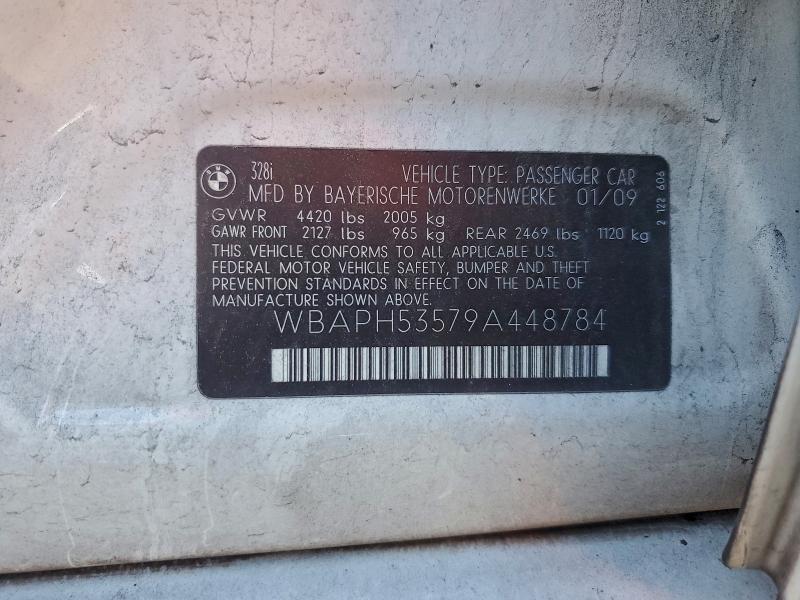 BMW
328i VEHICLE TYPE: PASSENGER CAR
MFD BY BAYERISCHE MOTORENWERKE 01/09
GVWR 4420 lbs 2005 kg
GAWR FRONT 2127 lbs 965 kg REAR 2469 lbs 1120 kg
THIS VEHICLE CONFORMS TO ALL APPLICABLE U.S.
FEDERAL MOTOR VEHICLE SAFETY, BUMPER AND THEFT
PREVENTION STANDARDS IN EFFECT ON THE DATE OF
MANUFACTURE SHOWN ABOVE.
WBAPH53579A448784
2 122 606